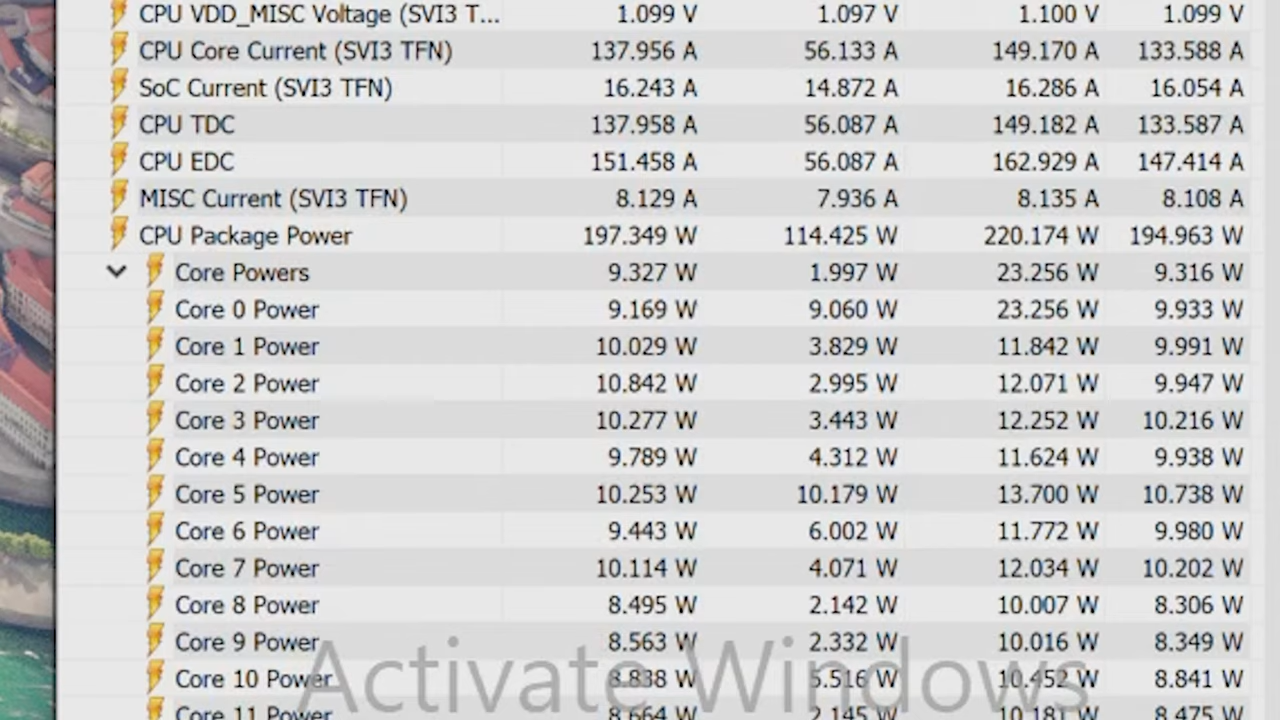 CPU VDD_MISC Voltage (SVI3 T... 1.099 V 1.097 V 1.100 V 1.099 V
CPU Core Current (SVI3 TFN) 137.956 A 56.133 A 149.170 A 133.588 A
SoC Current (SVI3 TFN) 16.243 A 14.872 A 16.286 A 16.054 A
CPU TDC 137.958 A 56.087 A 149.182 A 133.587 A
CPU EDC 151.458 A 56.087 A 162.929 A 147.414 A
MISC Current (SVI3 TFN) 8.129 A 7.936 A 8.135 A 8.108 A
CPU Package Power 197.349 W 114.425 W 220.174 W 194.963 W
Core Powers 9.327 W 1.997 W 23.256 W 9.316 W
Core 0 Power 9.169 W 9.060 W 23.256 W 9.933 W
Core 1 Power 10.029 W 3.829 W 11.842 W 9.991 W
Core 2 Power 10.842 W 2.995 W 12.071 W 9.947 W
Core 3 Power 10.277 W 3.443 W 12.252 W 10.216 W
Core 4 Power 9.789 W 4.312 W 11.624 W 9.938 W
Core 5 Power 10.253 W 10.179 W 13.700 W 10.738 W
Core 6 Power 9.443 W 6.002 W 11.772 W 9.980 W
Core 7 Power 10.114 W 4.071 W 12.034 W 10.202 W
Core 8 Power 8.495 W 2.142 W 10.007 W 8.306 W
Core 9 Power 8.563 W 2.332 W 10.016 W 8.349 W
Core 10 Power 8.838 W 5.516 W 10.452 W 8.841 W
Core 11 Power 8.664 W 2.145 W 10.181 W 8.475 W
Activate Windows